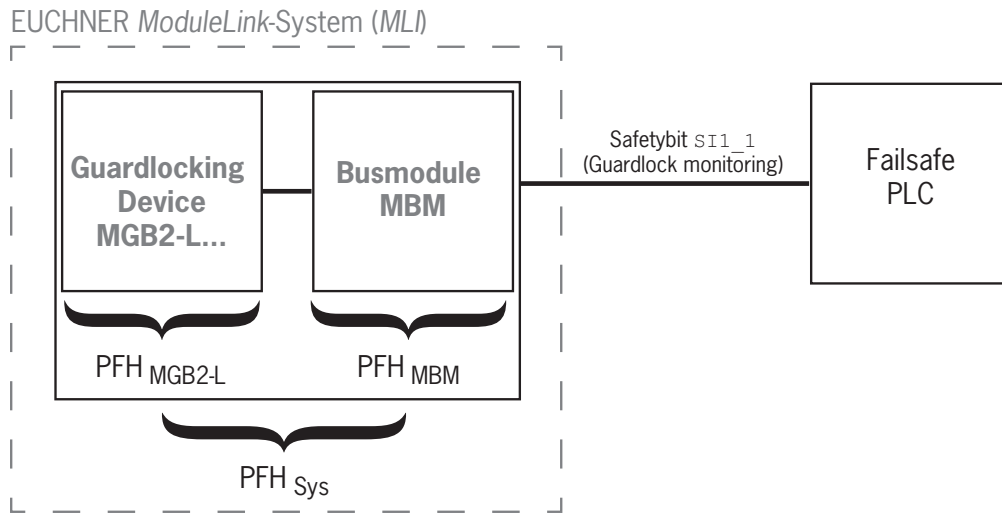 EUCHNER ModuleLink-System (MLI)
Guardlocking
Device
MGB2-L...
Busmodule
MBM
Safetybit SI1_1
(Guardlock monitoring)
Failsafe
PLC
PFH MGB2-L
PFH MBM
PFH Sys